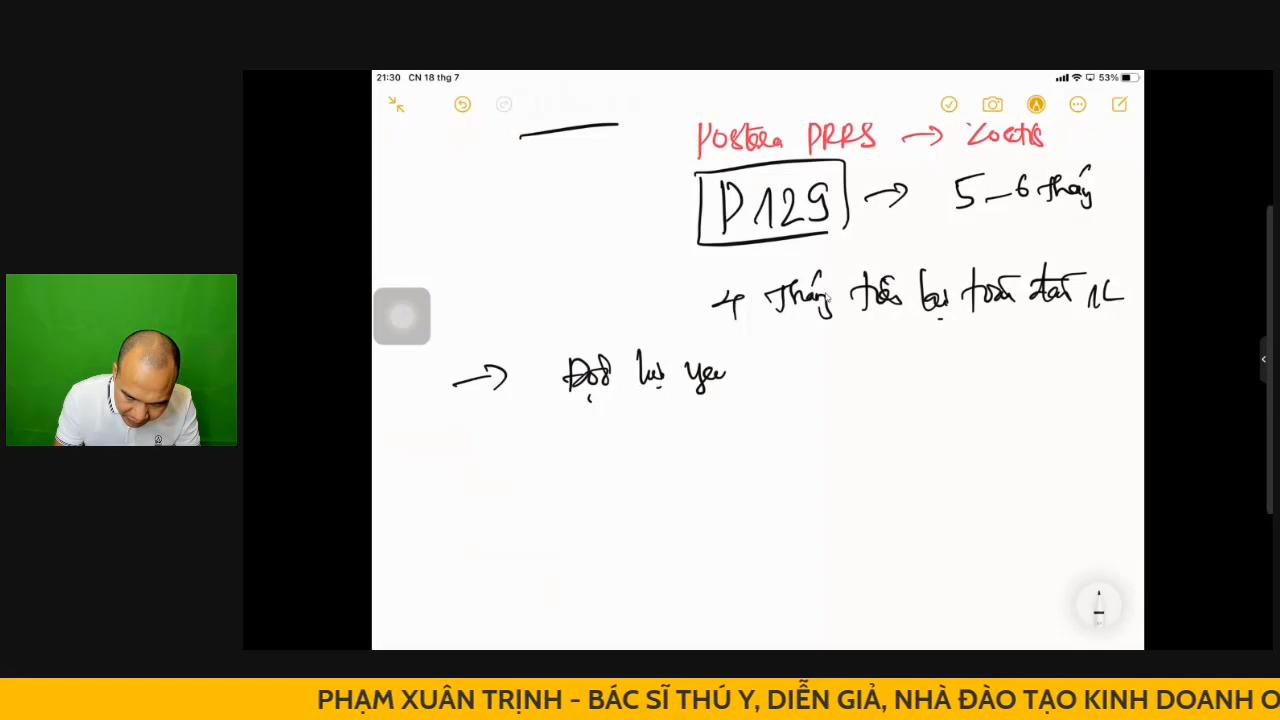 21:30 CN 18 thg 7
53%
Postera PRRS → Zoetis
P129 → 5-6 tháng
4 tháng tiêm lại toàn đàn 1L
→ Độc lực yếu
PHẠM XUÂN TRỊNH - BÁC SĨ THÚ Y, DIỄN GIẢ, NHÀ ĐÀO TẠO KINH DOANH O